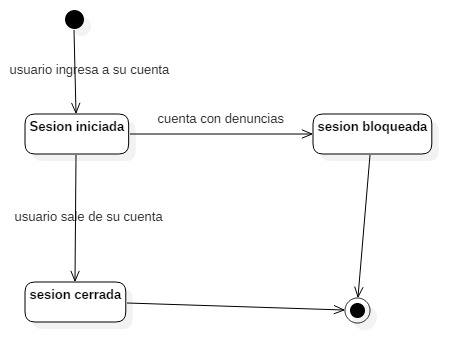 usuario ingresa a su cuenta
Sesion iniciada
cuenta con denuncias
sesion bloqueada
usuario sale de su cuenta
sesion cerrada